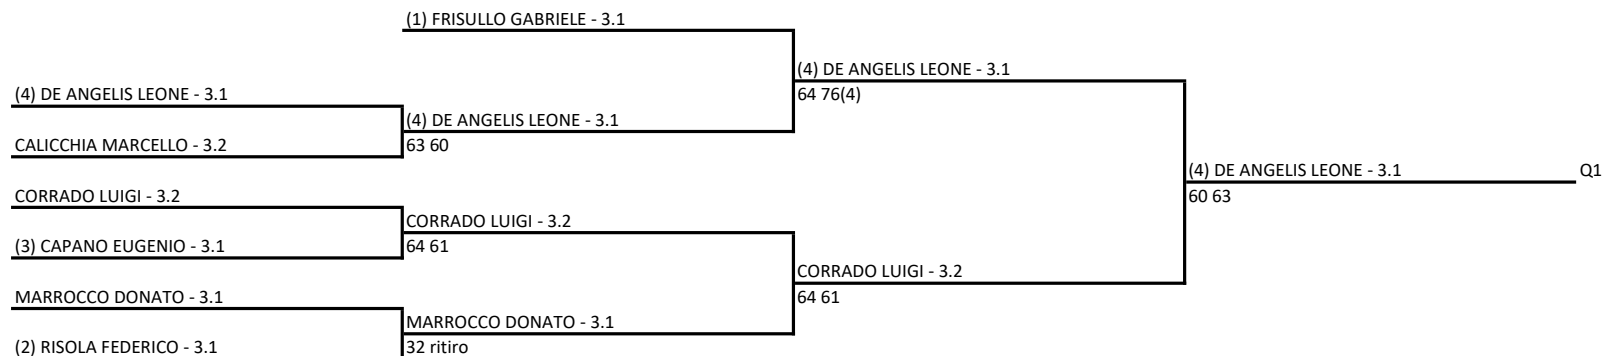 (1) FRISULLO GABRIELE - 3.1
(4) DE ANGELIS LEONE - 3.1
64 76(4)
(4) DE ANGELIS LEONE - 3.1
(4) DE ANGELIS LEONE - 3.1
63 60
CALICCHIA MARCELLO - 3.2
(4) DE ANGELIS LEONE - 3.1
Q1
60 63
CORRADO LUIGI - 3.2
CORRADO LUIGI - 3.2
64 61
(3) CAPANO EUGENIO - 3.1
CORRADO LUIGI - 3.2
64 61
MARROCCO DONATO - 3.1
MARROCCO DONATO - 3.1
32 ritiro
(2) RISOLA FEDERICO - 3.1